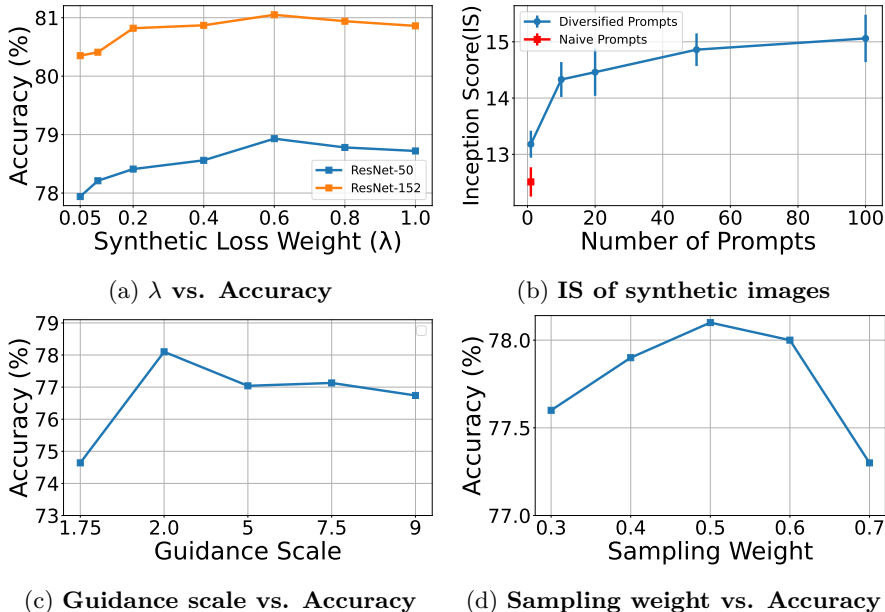 Accuracy (%)
81
80
79
78
ResNet-50
ResNet-152
0.05 0.2 0.4 0.6 0.8 1.0
Synthetic Loss Weight (λ)
(a) λ vs. Accuracy
Inception Score(IS)
15
14
13
Diversified Prompts
Naive Prompts
0 20 40 60 80 100
Number of Prompts
(b) IS of synthetic images
Accuracy (%)
79
78
77
76
75
74
73
1.75 2.0 5 7.5 9
Guidance Scale
(c) Guidance scale vs. Accuracy
Accuracy (%)
78.0
77.5
77.0
0.3 0.4 0.5 0.6 0.7
Sampling Weight
(d) Sampling weight vs. Accuracy